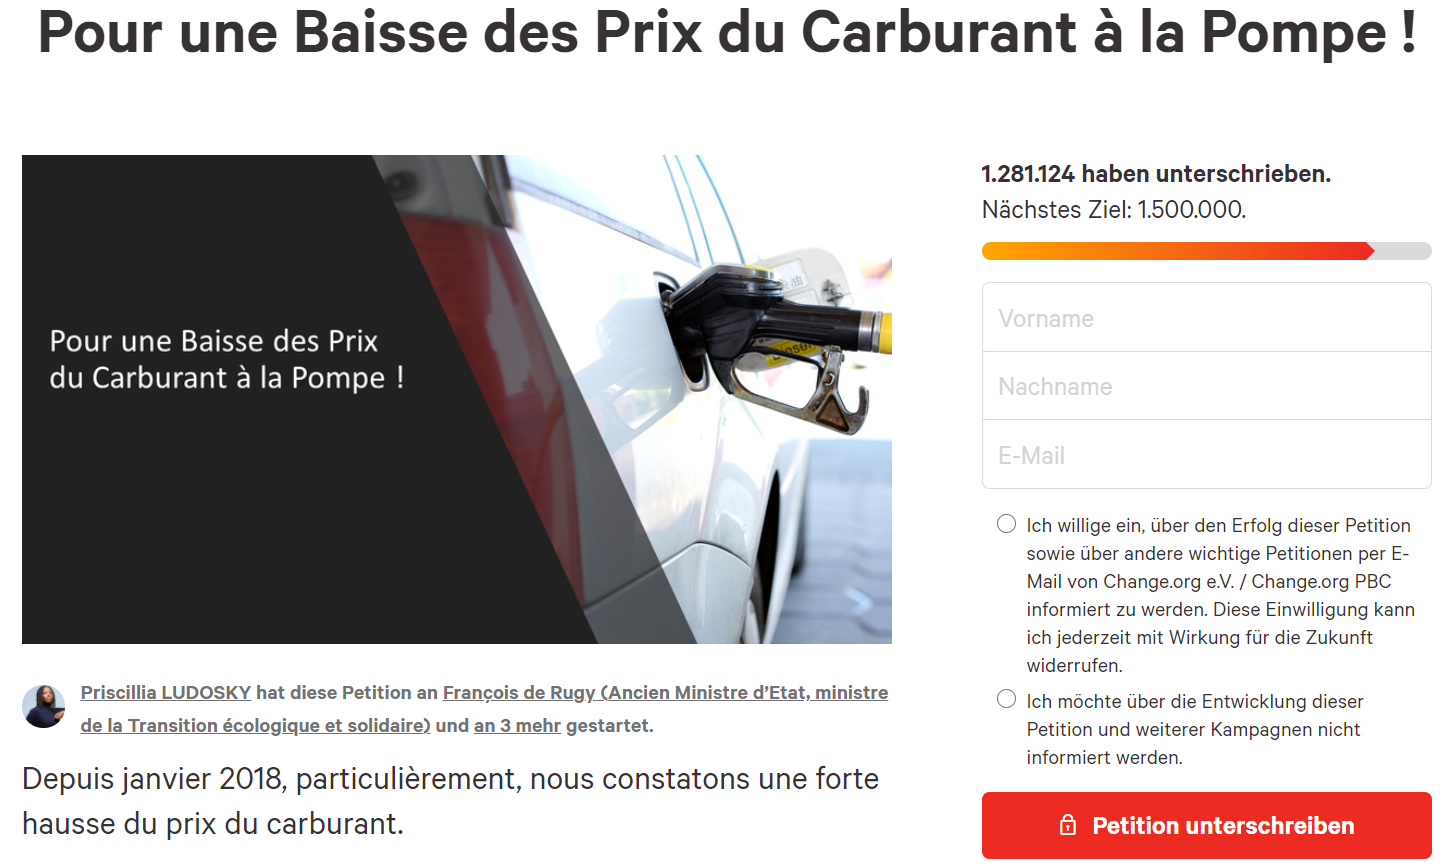 Pour une Baisse des Prix du Carburant à la Pompe !
Pour une Baisse des Prix
du Carburant à la Pompe !
Priscillia LUDOSKY hat diese Petition an François de Rugy (Ancien Ministre d'Etat, ministre
de la Transition écologique et solidaire) und an 3 mehr gestartet.
Depuis janvier 2018, particulièrement, nous constatons une forte
hausse du prix du carburant.
1.281.124 haben unterschrieben.
Nächstes Ziel: 1.500.000.
Vorname
Nachname
E-Mail
Ich willige ein, über den Erfolg dieser Petition
sowie über andere wichtige Petitionen per E-
Mail von Change.org e.V. / Change.org PBC
informiert zu werden. Diese Einwilligung kann
ich jederzeit mit Wirkung für die Zukunft
widerrufen.
Ich möchte über die Entwicklung dieser
Petition und weiterer Kampagnen nicht
informiert werden.
Petition unterschreiben